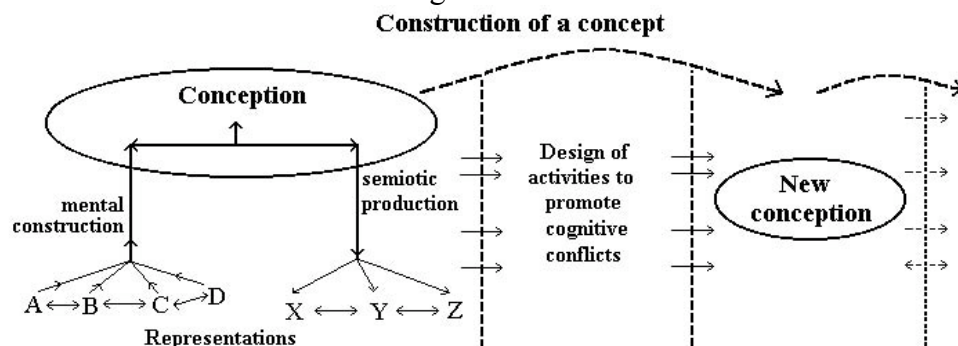 Construction of a concept
Conception
mental
construction
semiotic
production
Design of
activities to
promote
cognitive
conflicts
New
conception
A B C D
X Y Z
Representations